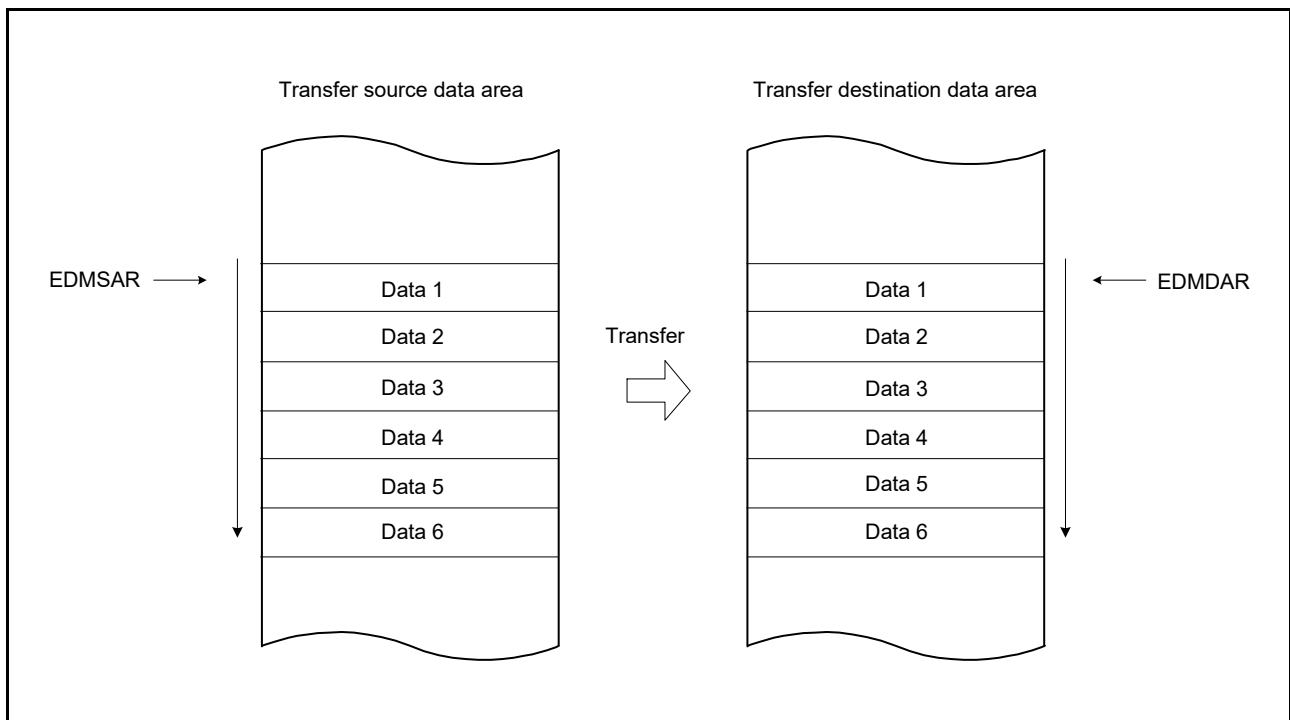 Transfer source data area
Transfer destination data area
EDMSAR
Data 1
Data 2
Data 3
Data 4
Data 5
Data 6
Transfer
Data 1
Data 2
Data 3
Data 4
Data 5
Data 6
EDMDAR